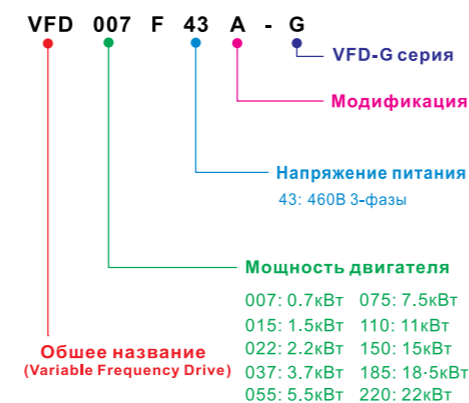 VFD 007 F 43 A - G
VFD-G серия
Модификация
Напряжение питания
43: 460В 3-фазы
Мощность двигателя
007: 0.7кВт 075: 7.5кВт
015: 1.5кВт 110: 11кВт
022: 2.2кВт 150: 15кВт
037: 3.7кВт 185: 18·5кВт
055: 5.5кВт 220: 22кВт
Обшее название
(Variable Frequency Drive)